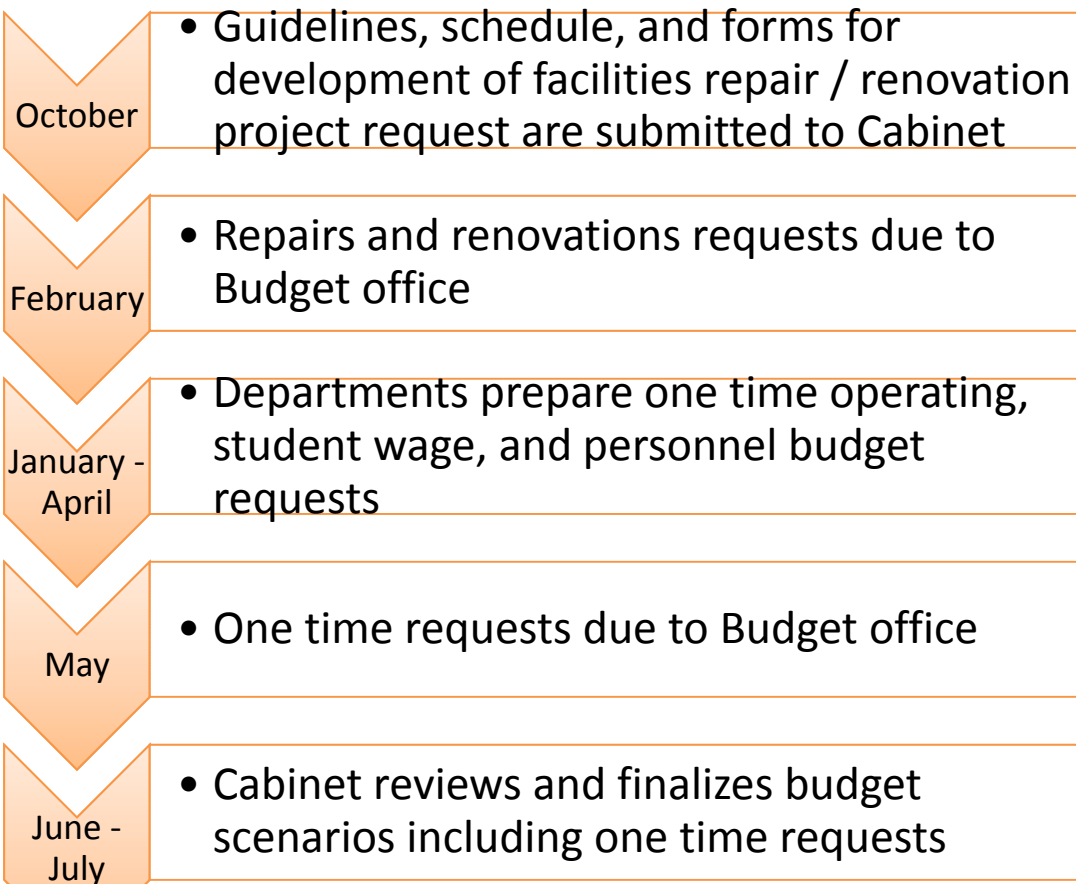 October
• Guidelines, schedule, and forms for
development of facilities repair / renovation
project request are submitted to Cabinet
February
• Repairs and renovations requests due to
Budget office
January -
April
• Departments prepare one time operating,
student wage, and personnel budget
requests
May
• One time requests due to Budget office
June -
July
• Cabinet reviews and finalizes budget
scenarios including one time requests